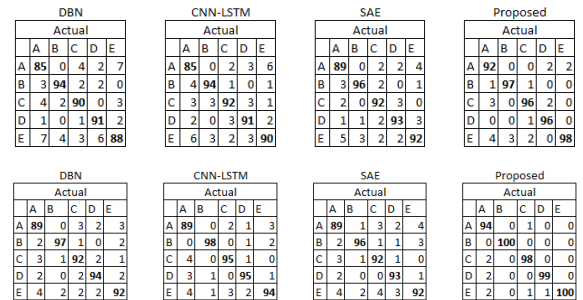 DBN CNN-LSTM SAE Proposed
Actual Actual Actual Actual
A B C D E A B C D E A B C D E A B C D E
A 85 0 4 2 7 A 85 0 2 3 6 A 89 0 2 2 4 A 92 0 0 2 2
B 3 94 2 2 0 B 4 94 1 0 1 B 3 96 2 0 1 B 1 97 1 0 0
C 4 2 90 0 3 C 3 3 92 3 1 C 2 0 92 3 0 C 3 0 96 2 0
D 1 0 1 91 2 D 2 0 3 91 2 D 1 1 2 93 3 D 0 0 1 96 0
E 7 4 3 6 88 E 6 3 2 3 90 E 5 3 2 2 92 E 4 3 2 0 98
DBN CNN-LSTM SAE Proposed
Actual Actual Actual Actual
A B C D E A B C D E A B C D E A B C D E
A 89 0 3 2 3 A 89 0 2 1 3 A 89 1 3 2 4 A 94 0 1 0 0
B 2 97 1 0 2 B 0 98 0 1 2 B 2 96 1 1 3 B 0 100 0 0 0
C 3 1 92 2 1 C 4 0 95 1 0 C 3 1 92 1 0 C 2 0 98 0 0
D 2 0 2 94 2 D 3 1 0 95 1 D 2 0 0 93 1 D 2 0 0 99 0
E 4 2 2 2 92 E 4 1 3 2 94 E 4 2 4 3 92 E 2 0 1 1 100